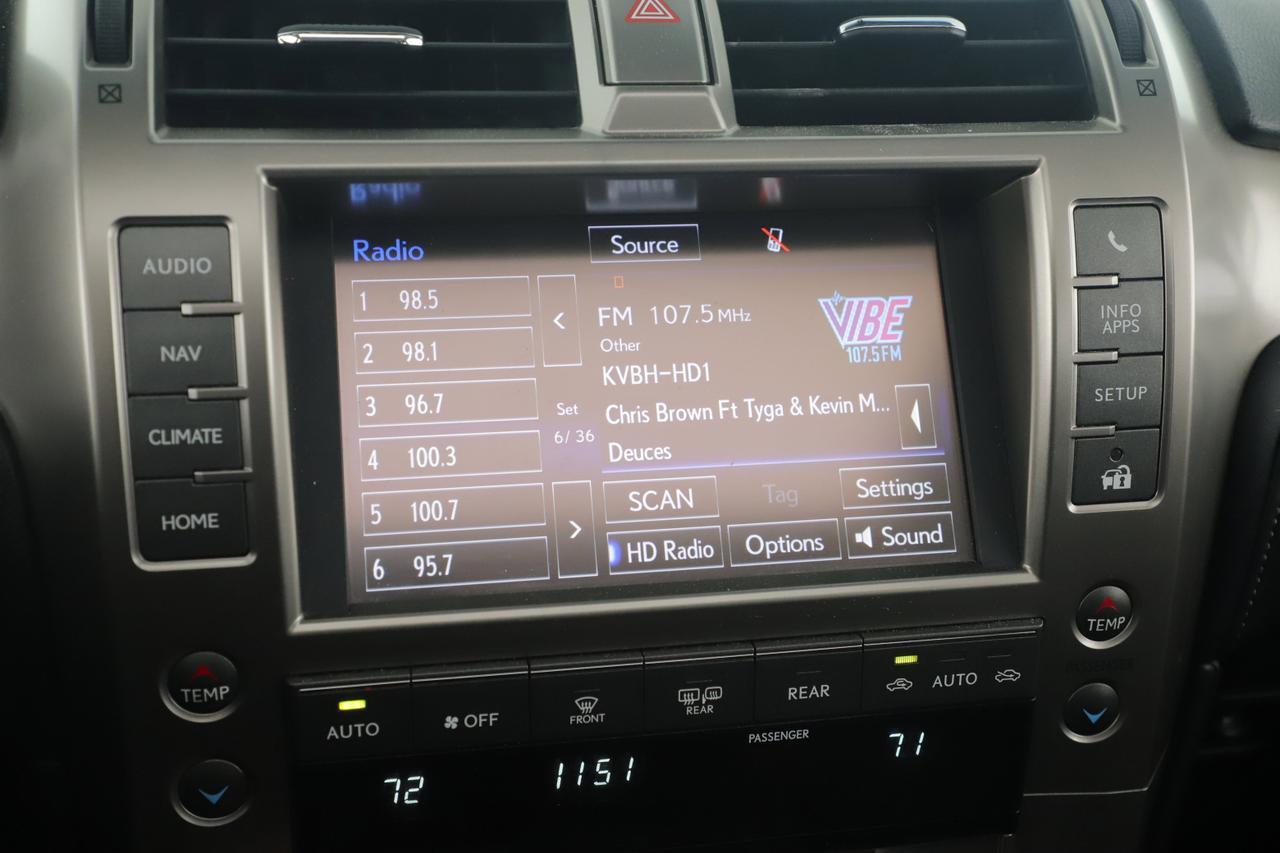 Radio
Source
AUDIO
NAV
CLIMATE
HOME
1 98.5
2 98.1
3 96.7
4 100.3
5 100.7
6 95.7
<
Set
6/36
>
FM 107.5 MHz
Other
KVBH-HD1
Chris Brown Ft Tyga & Kevin M...
Deuces
VIBE
107.5 FM
SCAN
Tag
Settings
HD Radio
Options
Sound
INFO
APPS
SETUP
TEMP
TEMP
AUTO
OFF
FRONT
REAR
REAR
AUTO
PASSENGER
72
1151
71